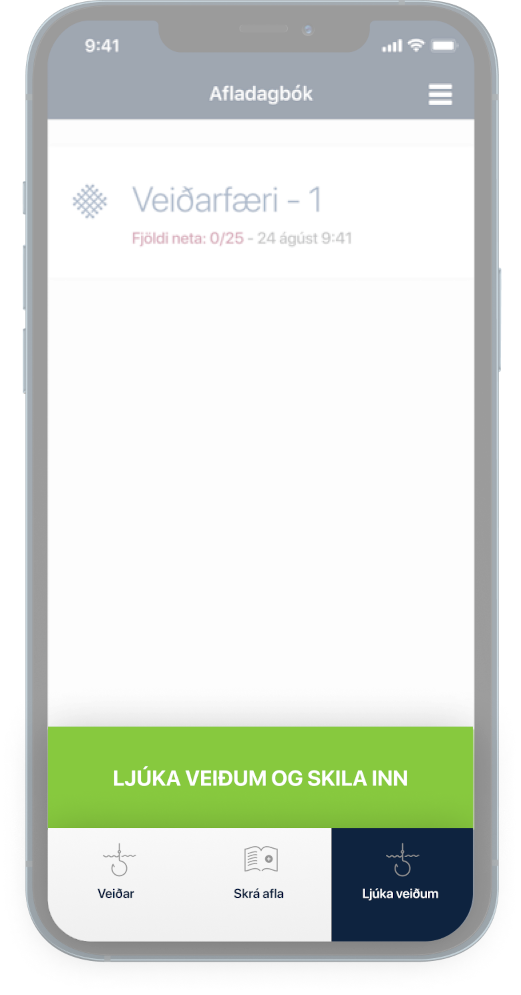 9:41
Afladagbók
Veiðarfæri - 1
Fjöldi neta: 0/25 - 24 ágúst 9:41
LJÚKA VEIÐUM OG SKILA INN
Veiðar
Skrá afla
Ljúka veiðum